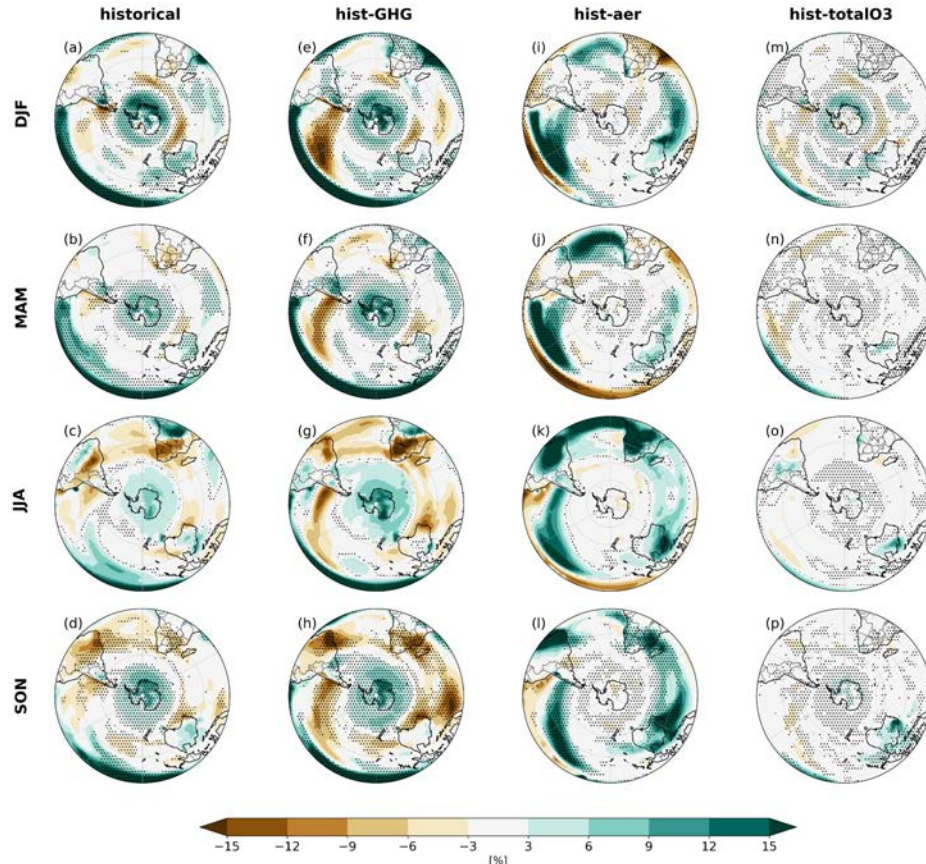 historical hist-GHG hist-aer hist-totalO3
(a) (e) (i) (m)
DJF
(b) (f) (j) (n)
MAM
(c) (g) (k) (o)
JJA
(d) (h) (l) (p)
SON
−15 −12 −9 −6 −3 3 6 9 12 15
[%]